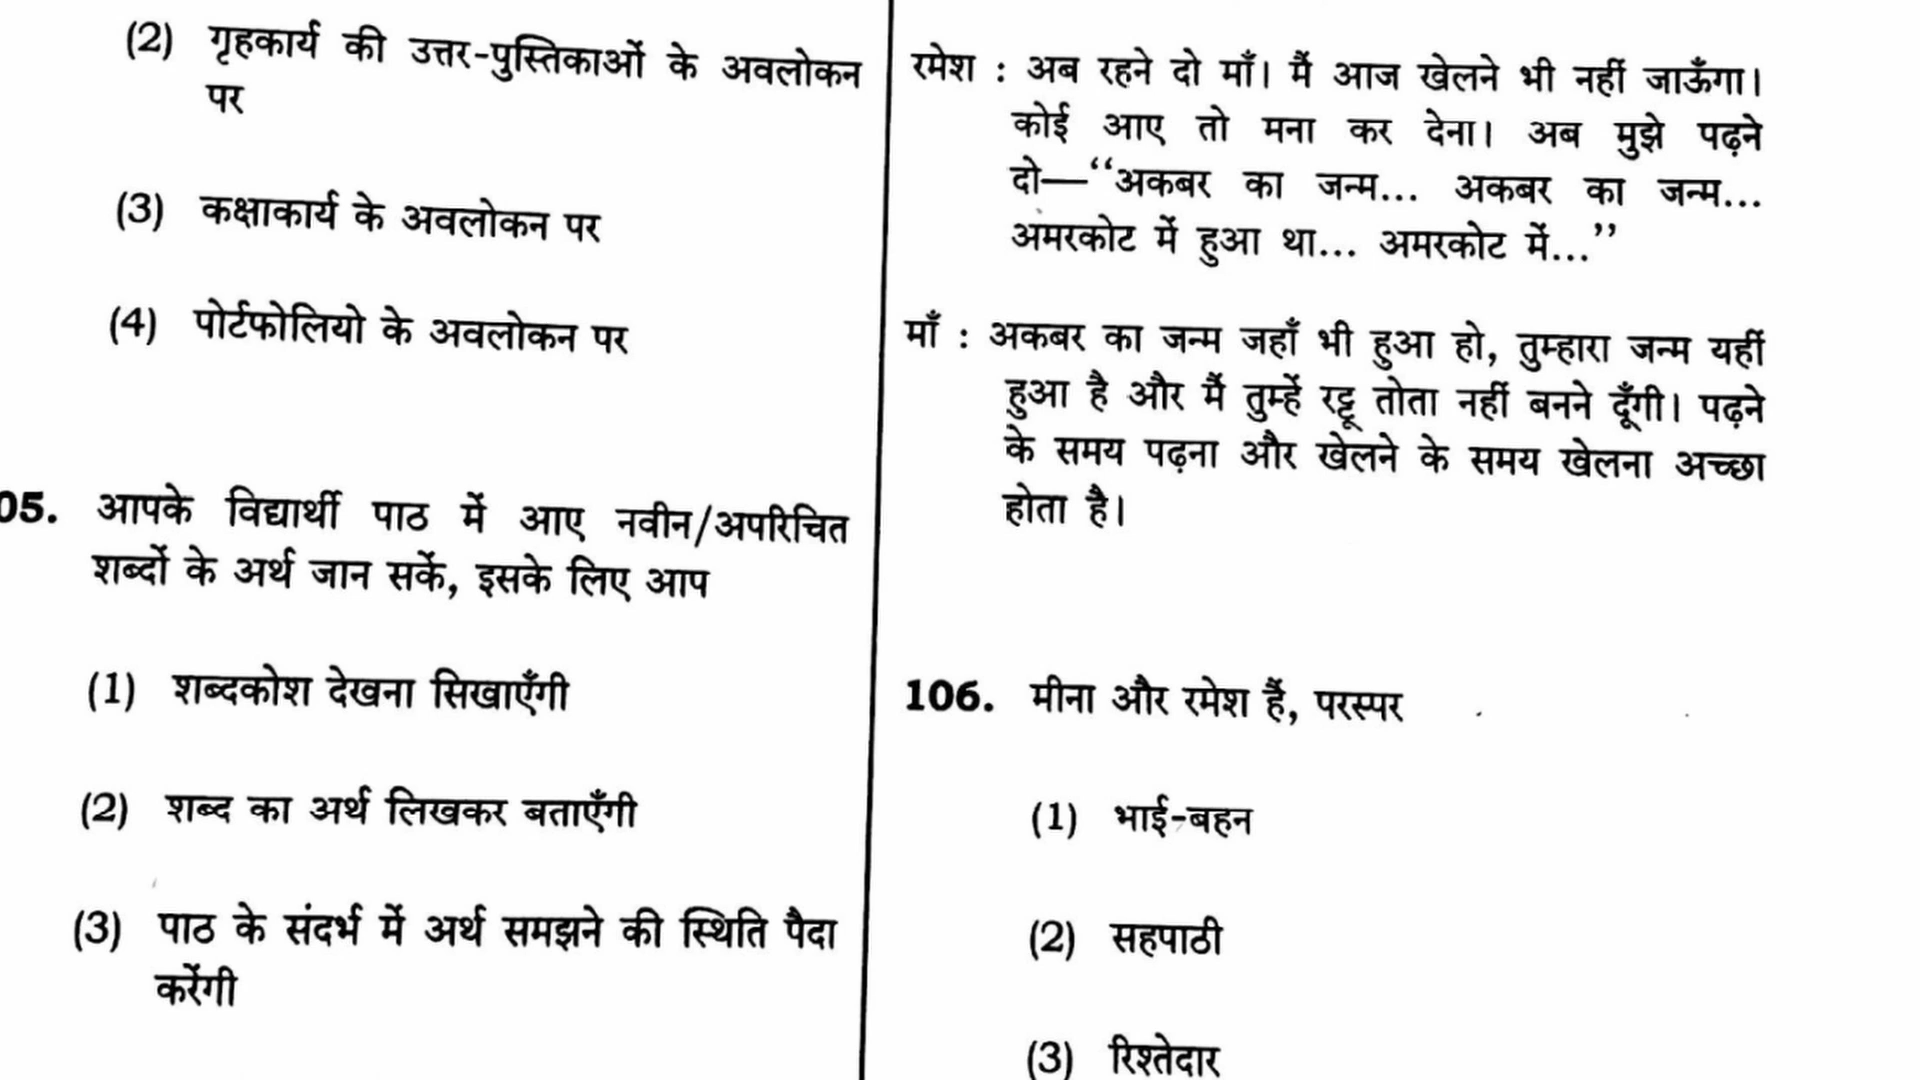 (2) गृहकार्य की उत्तर-पुस्तिकाओं के अवलोकन
पर
(3) कक्षाकार्य के अवलोकन पर
(4) पोर्टफोलियो के अवलोकन पर
05. आपके विद्यार्थी पाठ में आए नवीन/अपरिचित
शब्दों के अर्थ जान सकें, इसके लिए आप
(1) शब्दकोश देखना सिखाएँगी
(2) शब्द का अर्थ लिखकर बताएँगी
(3) पाठ के संदर्भ में अर्थ समझने की स्थिति पैदा
करेंगी
रमेश : अब रहने दो माँ। मैं आज खेलने भी नहीं जाऊँगा।
कोई आए तो मना कर देना। अब मुझे पढ़ने
दो—‘‘अकबर का जन्म... अकबर का जन्म...
अमरकोट में हुआ था... अमरकोट में...’’
माँ : अकबर का जन्म जहाँ भी हुआ हो, तुम्हारा जन्म यहीं
हुआ है और मैं तुम्हें रट्टू तोता नहीं बनने दूँगी। पढ़ने
के समय पढ़ना और खेलने के समय खेलना अच्छा
होता है।
106. मीना और रमेश हैं, परस्पर
(1) भाई-बहन
(2) सहपाठी
(3) रिश्तेदार